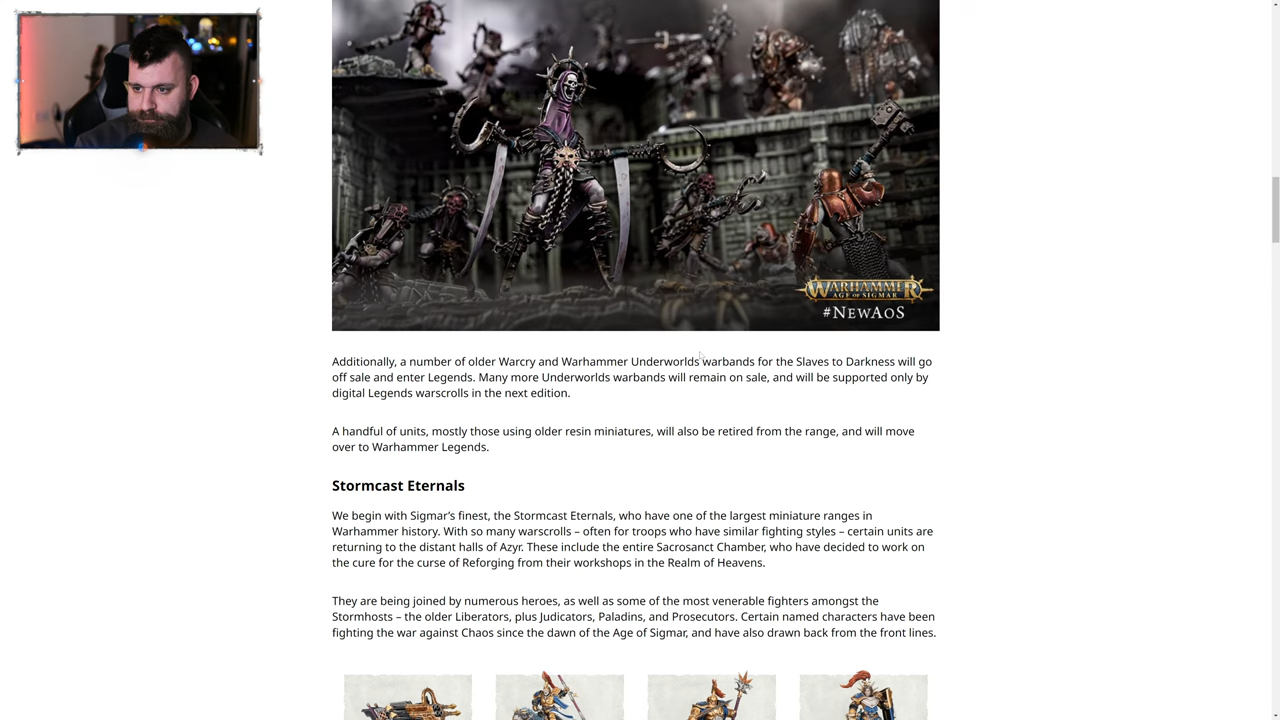 WARHAMMER
AGE OF SIGMAR
#NEWAOS
Additionally, a number of older Warcry and Warhammer Underworlds warbands for the Slaves to Darkness will go
off sale and enter Legends. Many more Underworlds warbands will remain on sale, and will be supported only by
digital Legends warscrolls in the next edition.
A handful of units, mostly those using older resin miniatures, will also be retired from the range, and will move
over to Warhammer Legends.
Stormcast Eternals
We begin with Sigmar’s finest, the Stormcast Eternals, who have one of the largest miniature ranges in
Warhammer history. With so many warscrolls – often for troops who have similar fighting styles – certain units are
returning to the distant halls of Azyr. These include the entire Sacrosanct Chamber, who have decided to work on
the cure for the curse of Reforging from their workshops in the Realm of Heavens.
They are being joined by numerous heroes, as well as some of the most venerable fighters amongst the
Stormhosts – the older Liberators, plus Judicators, Paladins, and Prosecutors. Certain named characters have been
fighting the war against Chaos since the dawn of the Age of Sigmar, and have also drawn back from the front lines.